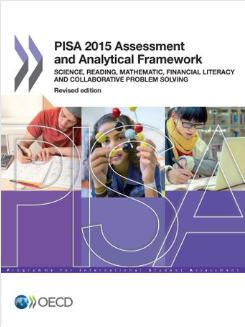 PISA 2015 Assessment
and Analytical Framework
SCIENCE, READING, MATHEMATIC, FINANCIAL LITERACY
AND COLLABORATIVE PROBLEM SOLVING
Revised edition
PISA
Programme for International Student Assessment
OECD